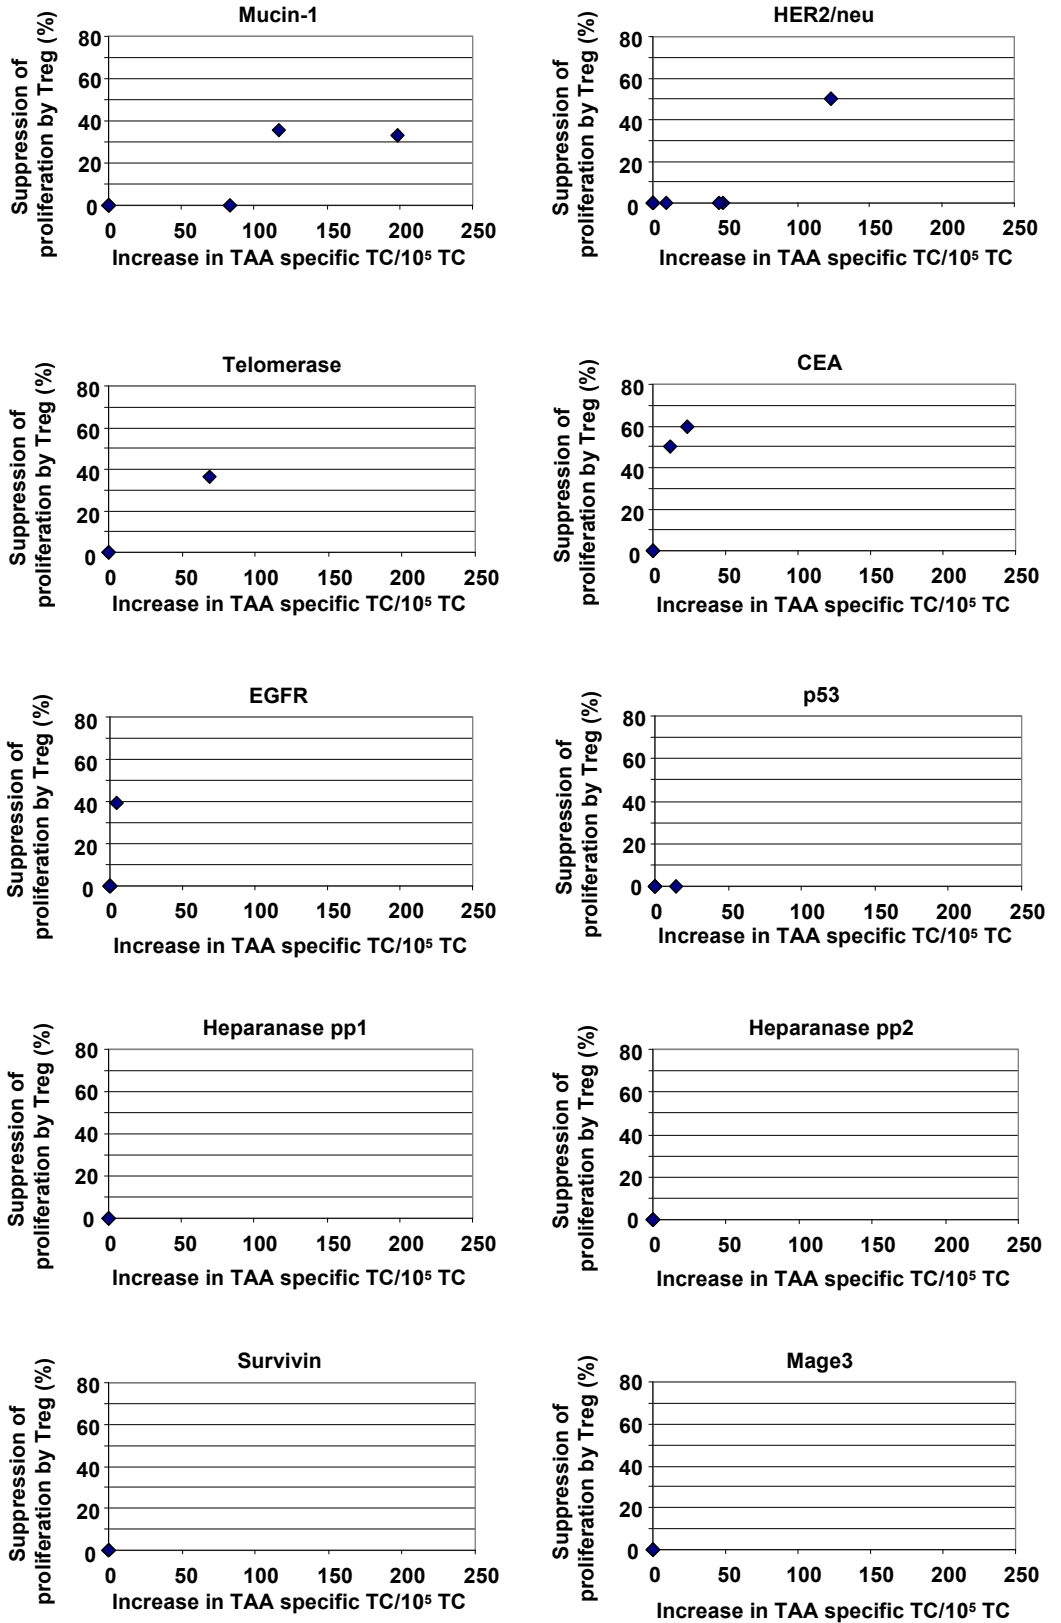 Mucin-1
Suppression of
proliferation by Treg (%)
80
60
40
20
0
0 50 100 150 200 250
Increase in TAA specific TC/10⁵ TC
HER2/neu
Suppression of
proliferation by Treg (%)
80
60
40
20
0
0 50 100 150 200 250
Increase in TAA specific TC/10⁵ TC
Telomerase
Suppression of
proliferation by Treg (%)
80
60
40
20
0
0 50 100 150 200 250
Increase in TAA specific TC/10⁵ TC
CEA
Suppression of
proliferation by Treg (%)
80
60
40
20
0
0 50 100 150 200 250
Increase in TAA specific TC/10⁵ TC
EGFR
Suppression of
proliferation by Treg (%)
80
60
40
20
0
0 50 100 150 200 250
Increase in TAA specific TC/10⁵ TC
p53
Suppression of
proliferation by Treg (%)
80
60
40
20
0
0 50 100 150 200 250
Increase in TAA specific TC/10⁵ TC
Heparanase pp1
Suppression of
proliferation by Treg (%)
80
60
40
20
0
0 50 100 150 200 250
Increase in TAA specific TC/10⁵ TC
Heparanase pp2
Suppression of
proliferation by Treg (%)
80
60
40
20
0
0 50 100 150 200 250
Increase in TAA specific TC/10⁵ TC
Survivin
Suppression of
proliferation by Treg (%)
80
60
40
20
0
0 50 100 150 200 250
Increase in TAA specific TC/10⁵ TC
Mage3
Suppression of
proliferation by Treg (%)
80
60
40
20
0
0 50 100 150 200 250
Increase in TAA specific TC/10⁵ TC